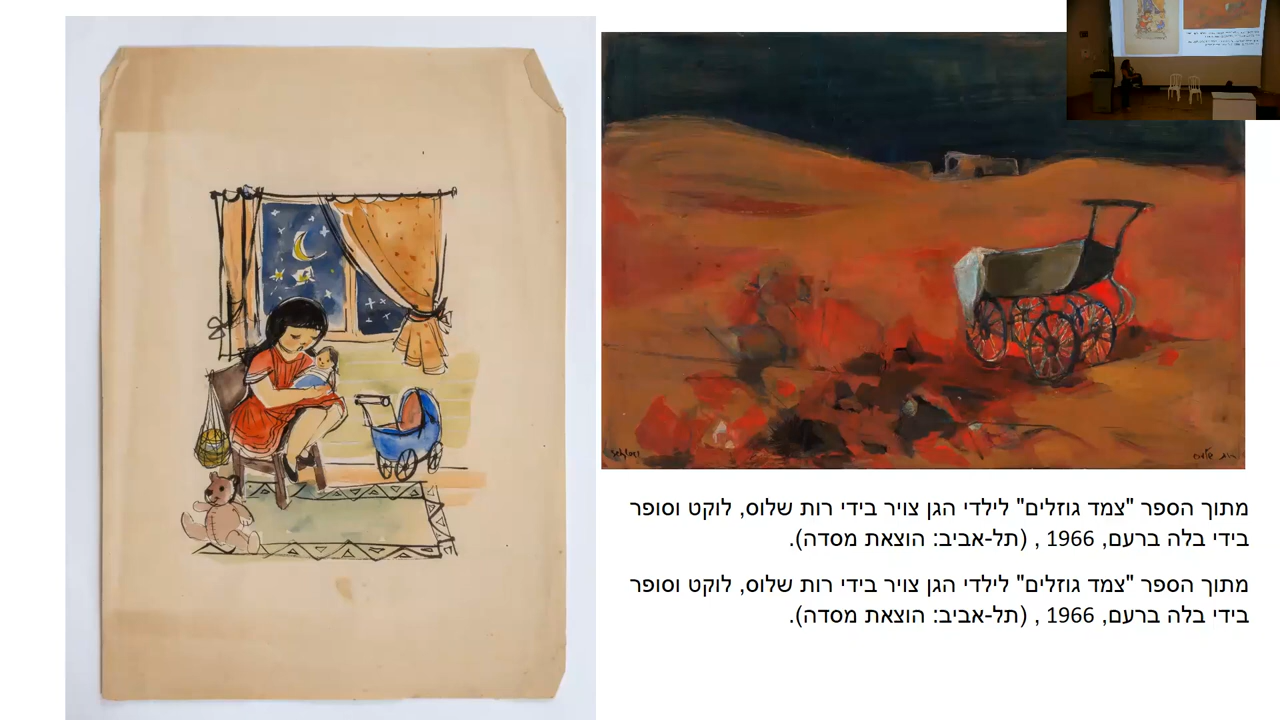 מתוך הספר "צמד גוזלים" לילדי הגן צויר בידי רות שלוס, לוקט וסופר
בידי בלה ברעם, 1966 , (תל-אביב: הוצאת מסדה).
מתוך הספר "צמד גוזלים" לילדי הגן צויר בידי רות שלוס, לוקט וסופר
בידי בלה ברעם, 1966 , (תל-אביב: הוצאת מסדה).